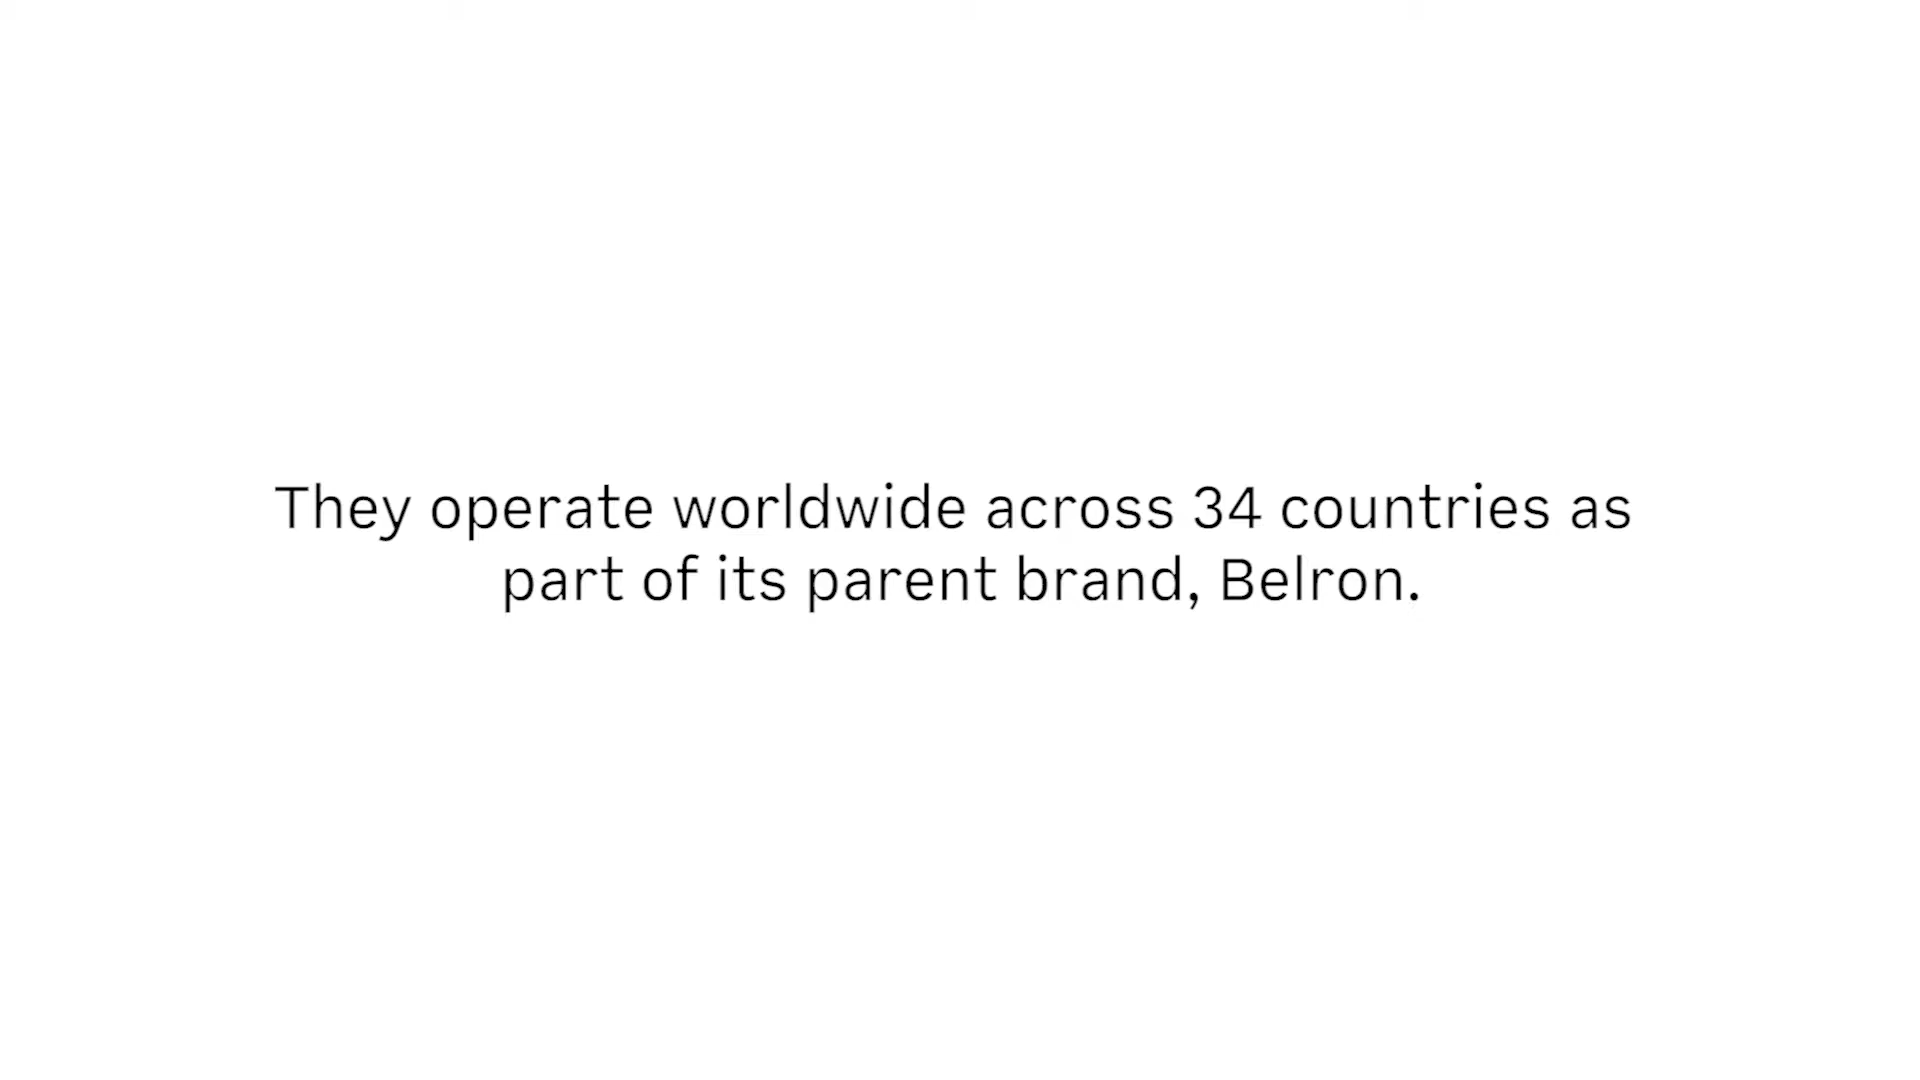 They operate worldwide across 34 countries as
part of its parent brand, Belron.